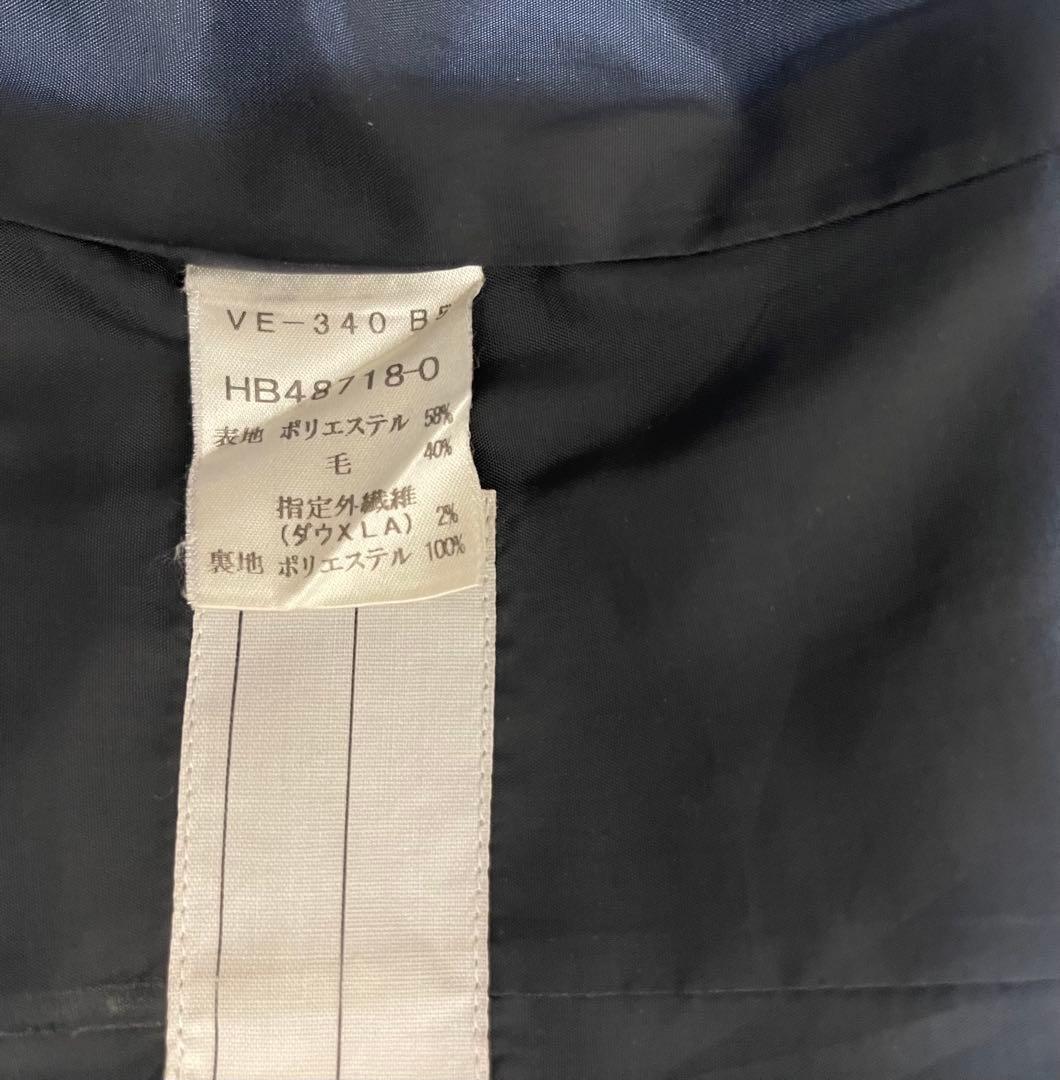 VE-340
HB48718-0
表地 ポリエステル 58%
毛 40%
指定外繊維
(ダウXLA) 2%
裏地 ポリエステル 100%